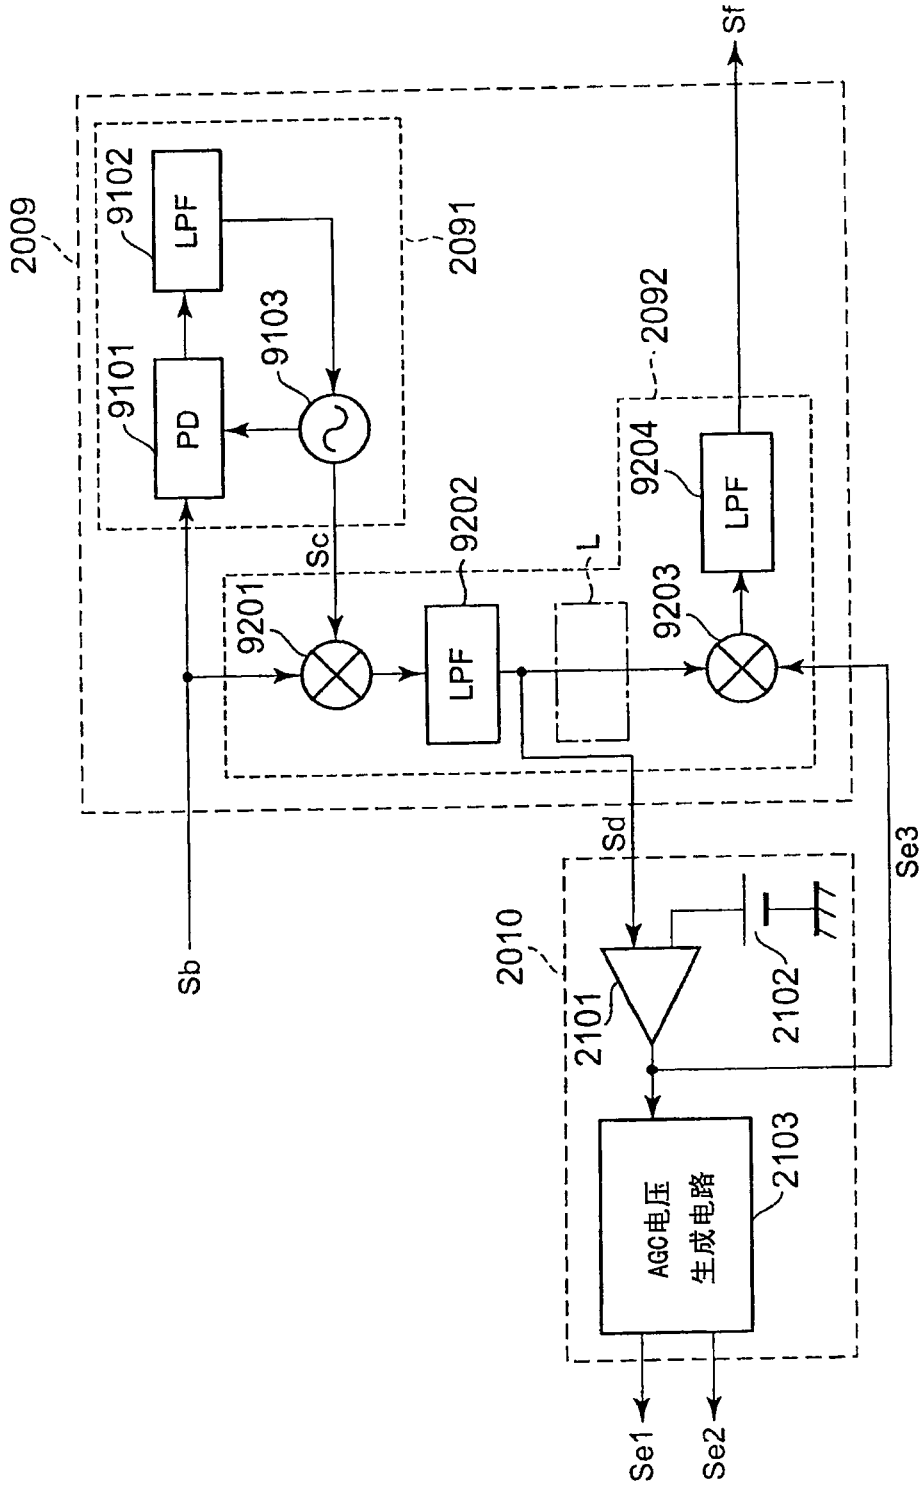 2009
9102
LPF
2091
9101
PD
9103
2092
9204
LPF
Sf
Sc
9202
LPF
L
9201
9203
Sb
Sd
Se3
2010
2101
2102
AGC电压
生成电路
2103
Se1
Se2